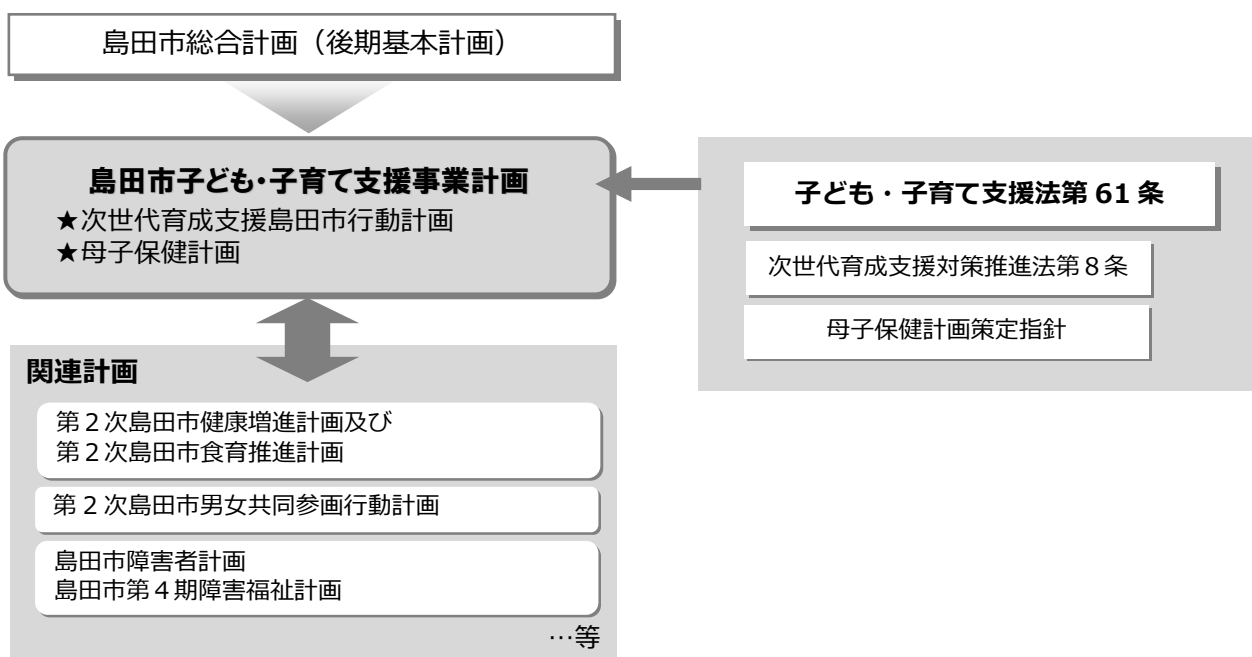 島田市総合計画（後期基本計画）
島田市子ども・子育て支援事業計画
★次世代育成支援島田市行動計画
★母子保健計画
子ども・子育て支援法第 61 条
次世代育成支援対策推進法第８条
母子保健計画策定指針
関連計画
第２次島田市健康増進計画及び
第２次島田市食育推進計画
第 2 次島田市男女共同参画行動計画
島田市障害者計画
島田市第４期障害福祉計画
…等